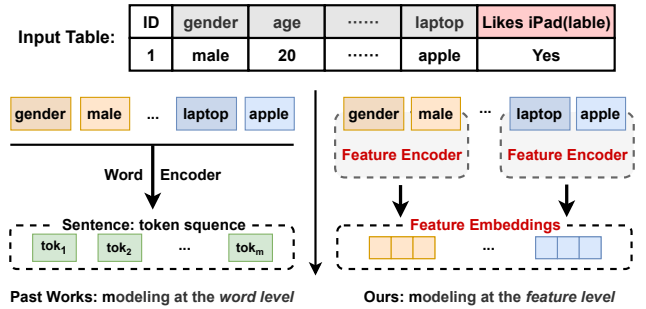 Input Table:
ID gender age ...... laptop Likes iPad(lable)
1 male 20 ...... apple Yes
gender male ... laptop apple
Word Encoder
Sentence: token squence
tok1 tok2 ... tokm
Past Works: modeling at the word level
gender male ... laptop apple
Feature Encoder Feature Encoder
Feature Embeddings
...
Ours: modeling at the feature level